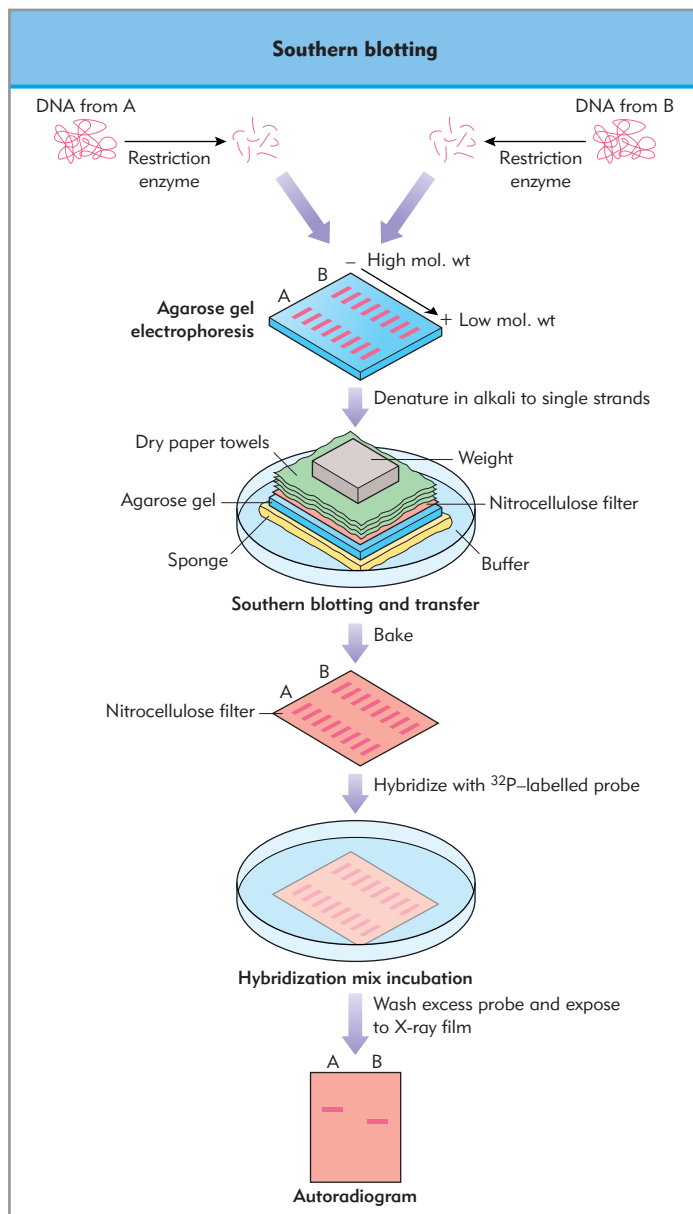 Southern blotting
DNA from A
DNA from B
Restriction
enzyme
Restriction
enzyme
– High mol. wt
B
A
Agarose gel
electrophoresis
+ Low mol. wt
Denature in alkali to single strands
Dry paper towels
Weight
Agarose gel
Nitrocellulose filter
Sponge
Buffer
Southern blotting and transfer
Bake
B
A
Nitrocellulose filter
Hybridize with ³²P–labelled probe
Hybridization mix incubation
Wash excess probe and expose
to X-ray film
A B
Autoradiogram